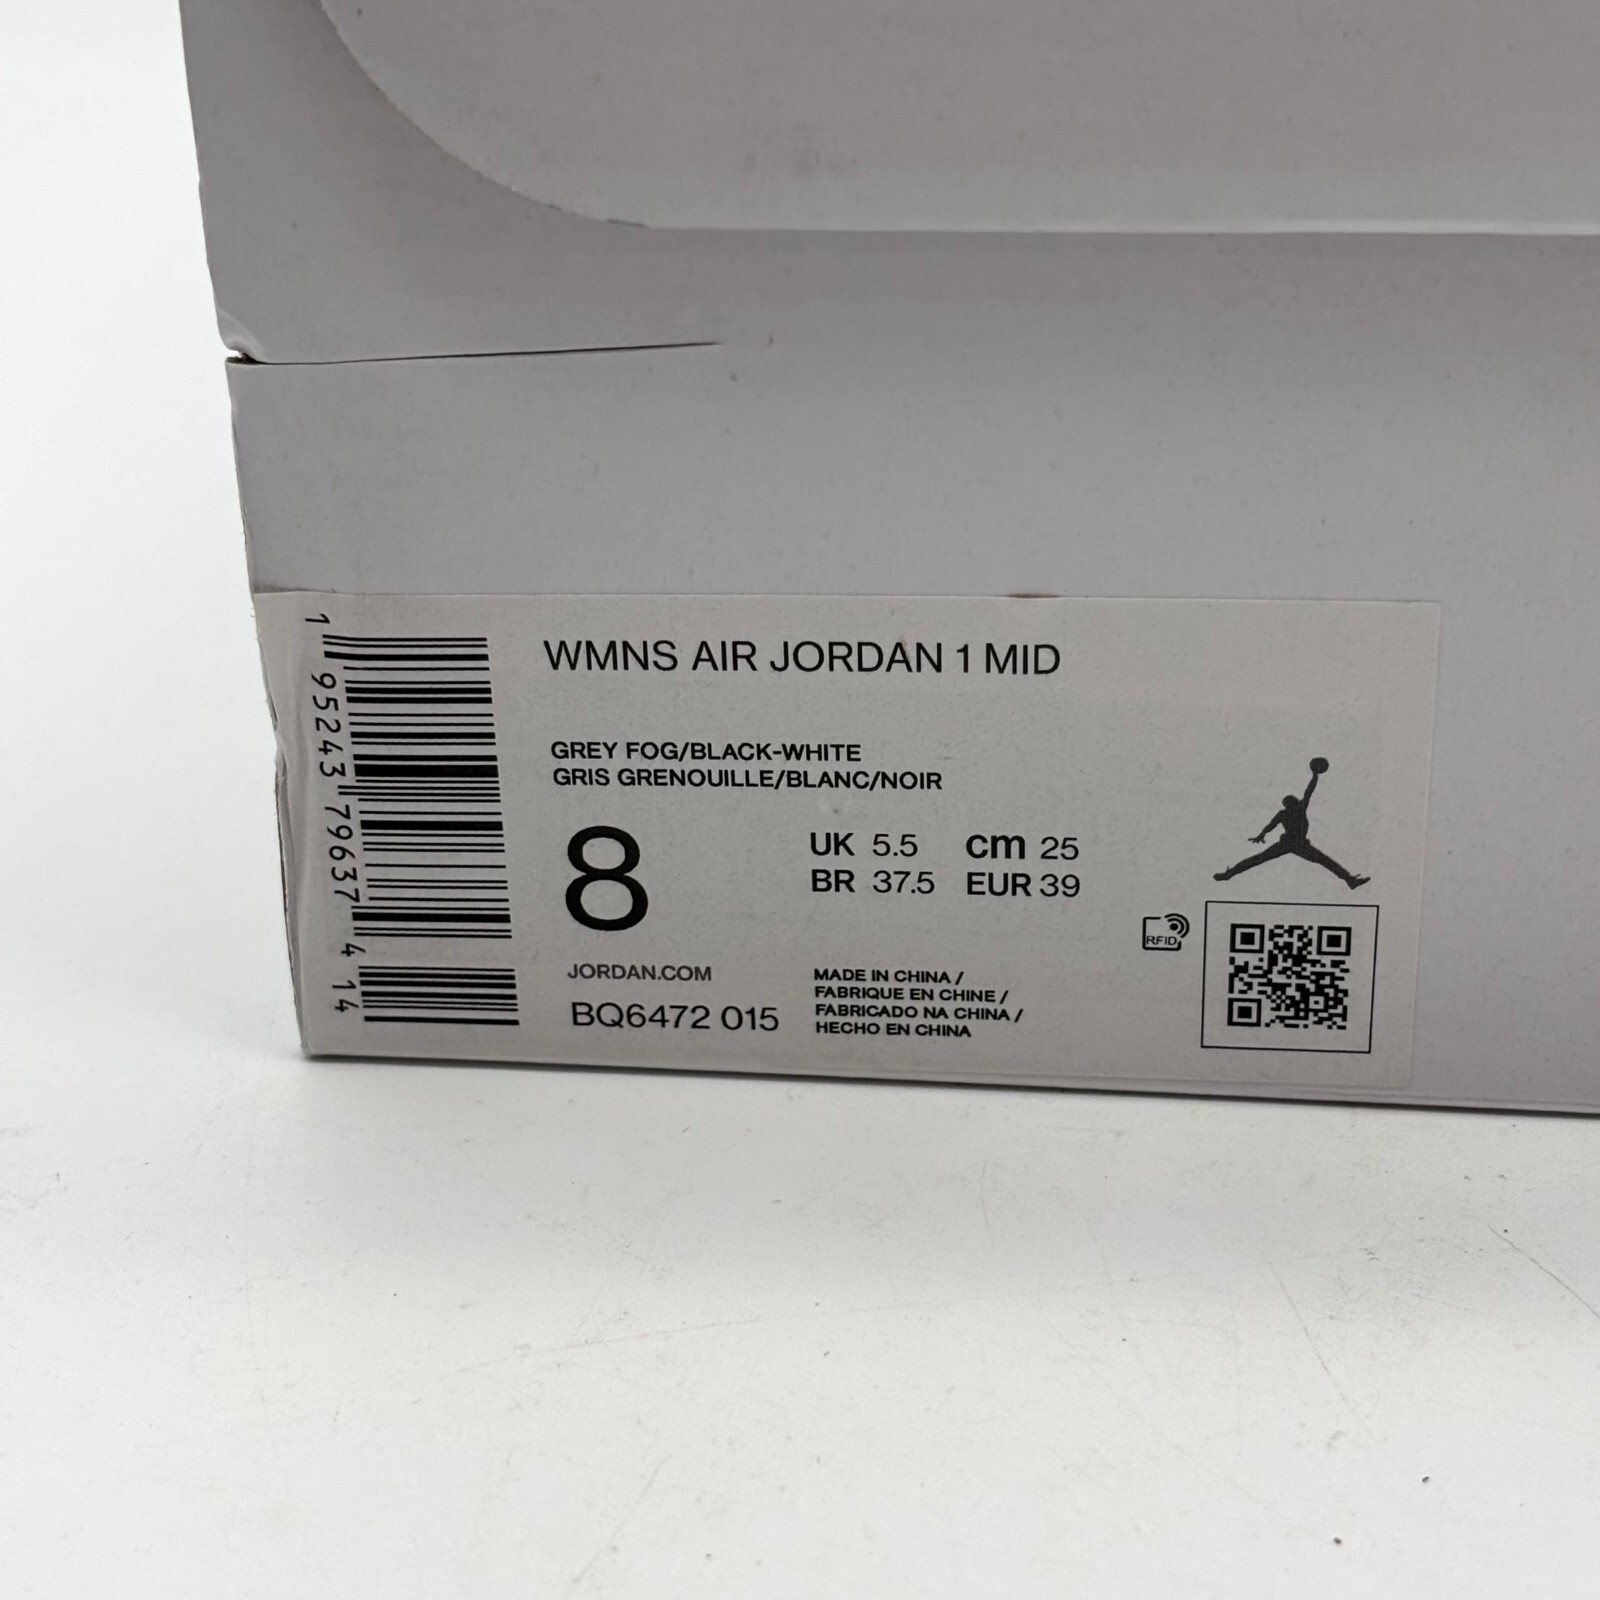 WMNS AIR JORDAN 1 MID
GREY FOG/BLACK-WHITE
GRIS GRENOUILLE/BLANC/NOIR
8
UK 5.5 cm 25
BR 37.5 EUR 39
RFID
JORDAN.COM
BQ6472 015
MADE IN CHINA /
FABRIQUE EN CHINE /
FABRICADO NA CHINA /
HECHO EN CHINA
1 95243 79637 4 14